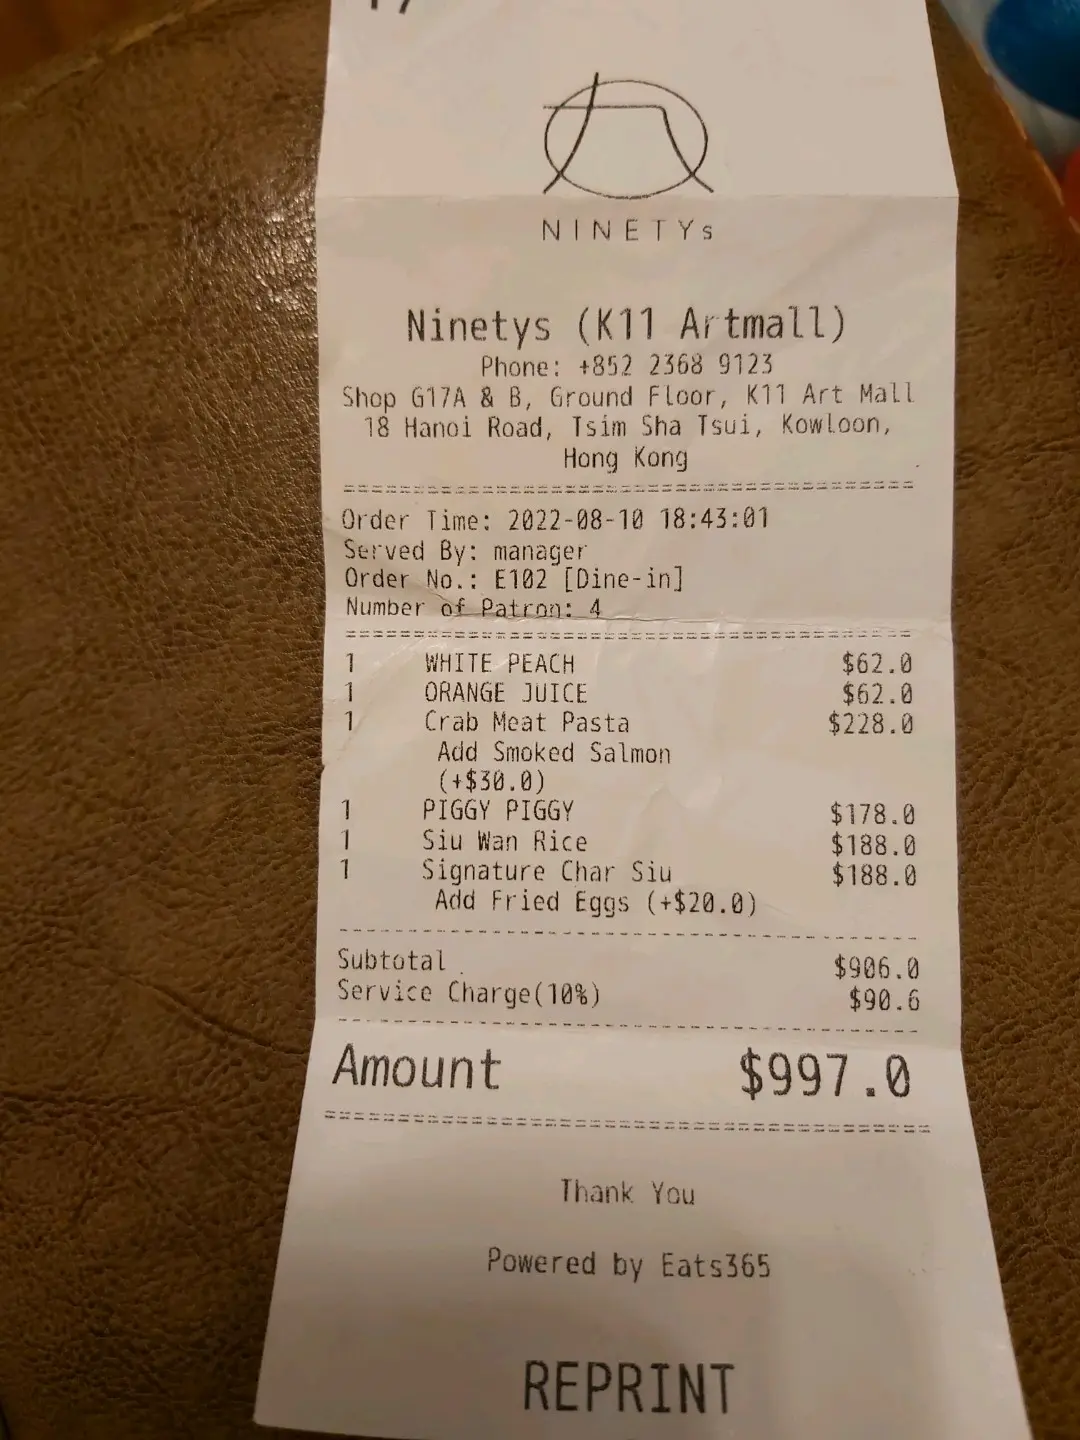 NINETYs
Ninetys (K11 Artmall)
Phone: +852 2368 9123
Shop G17A & B, Ground Floor, K11 Art Mall
18 Hanoi Road, Tsim Sha Tsui, Kowloon,
Hong Kong
Order Time: 2022-08-10 18:43:01
Served By: manager
Order No.: E102 [Dine-in]
Number of Patron: 4
1 WHITE PEACH $62.0
1 ORANGE JUICE $62.0
1 Crab Meat Pasta $228.0
Add Smoked Salmon
(+$30.0)
1 PIGGY PIGGY $178.0
1 Siu Wan Rice $188.0
1 Signature Char Siu $188.0
Add Fried Eggs (+$20.0)
Subtotal $906.0
Service Charge(10%) $90.6
Amount $997.0
Thank You
Powered by Eats365
REPRINT